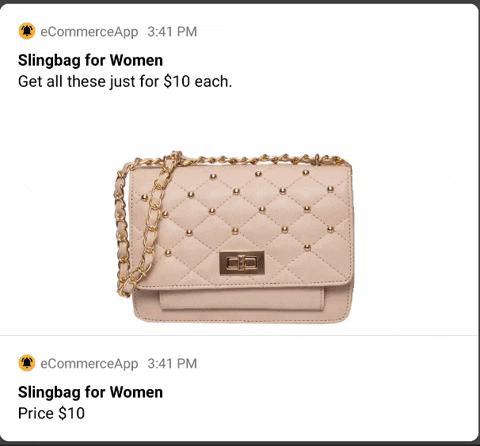 eCommerceApp 3:41 PM
Slingbag for Women
Get all these just for $10 each.
eCommerceApp 3:41 PM
Slingbag for Women
Price $10